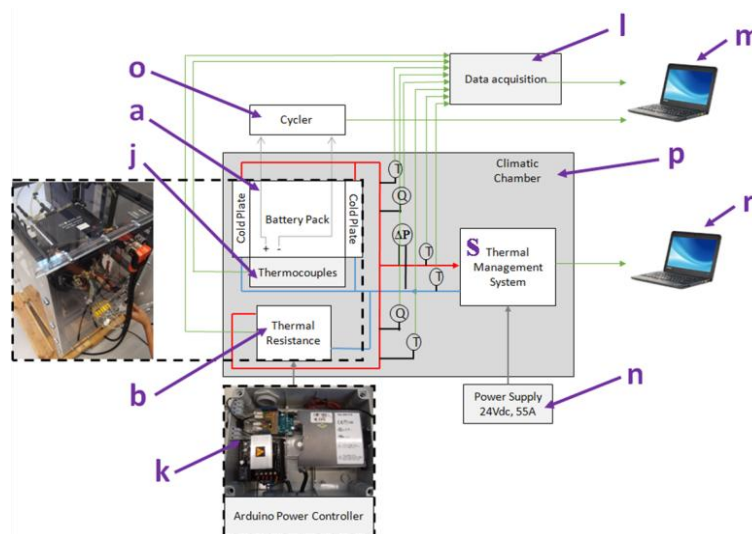 l
m
o
Data acquisition
a
Cycler
j
T
Climatic
Chamber
p
Q
Cold Plate
Battery Pack
Cold Plate
+ -
ΔP
r
S
Thermal
Management
System
T
Thermocouples
T
Thermal
Resistance
Q
T
b
Power Supply
24Vdc, 55A
n
k
Arduino Power Controller